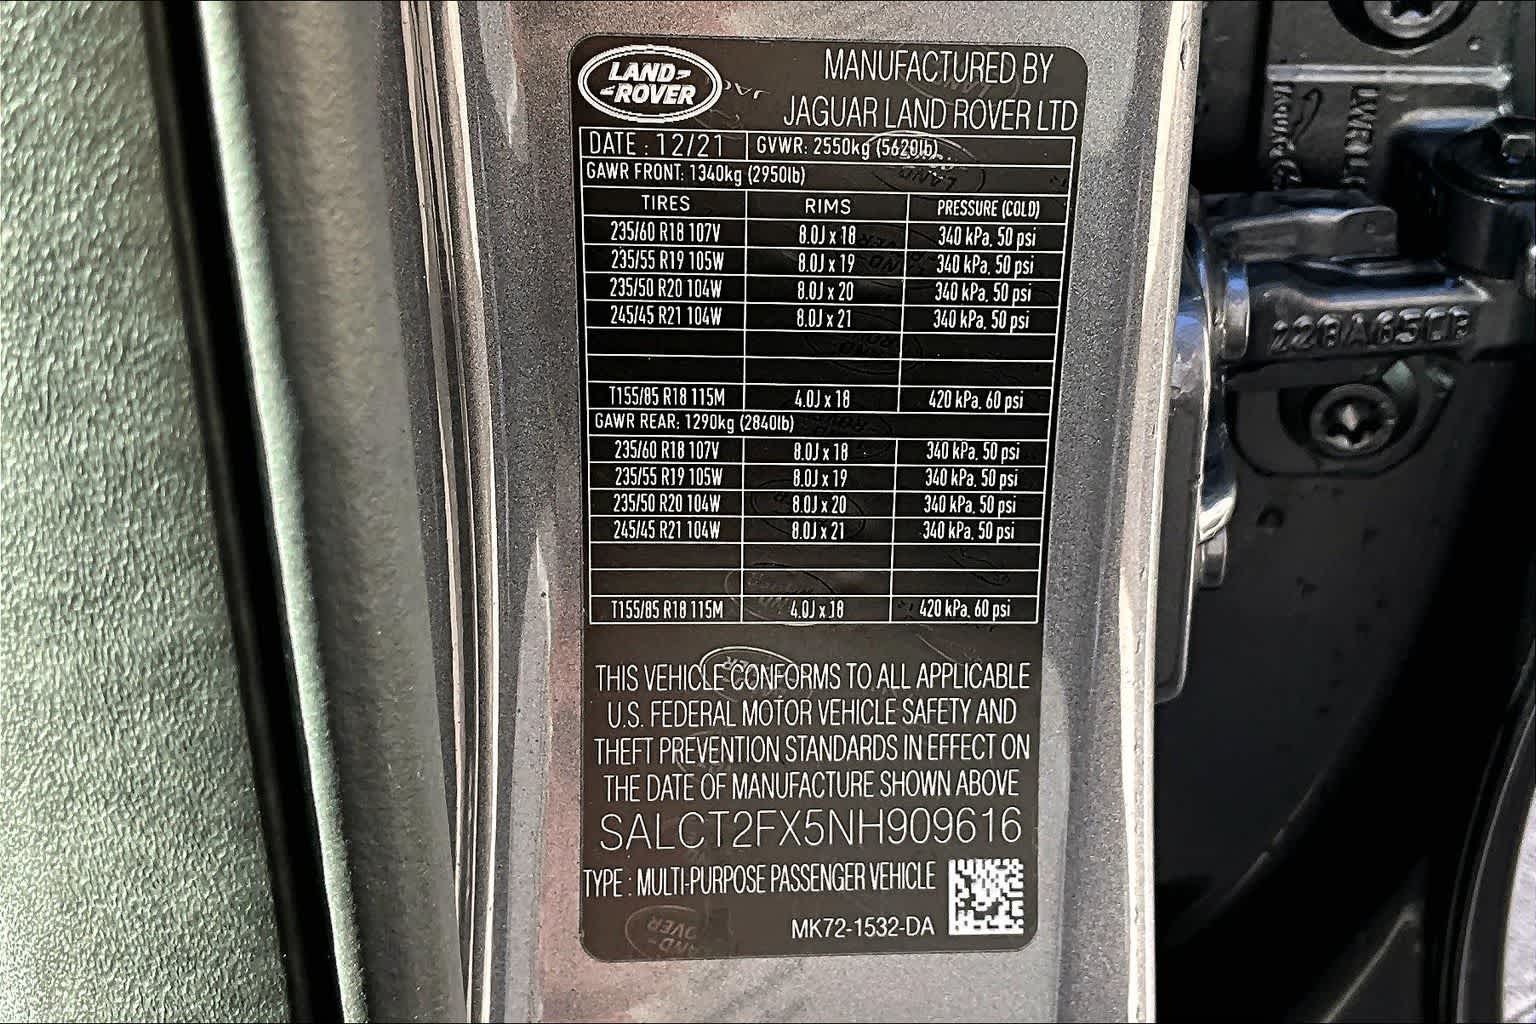 LAND-
-ROVER
MANUFACTURED BY
JAGUAR LAND ROVER LTD
DATE : 12/21 GVWR: 2550kg (5620lb)
GAWR FRONT: 1340kg (2950lb)
TIRES RIMS PRESSURE (COLD)
235/60 R18 107V 8.0J x 18 340 kPa, 50 psi
235/55 R19 105W 8.0J x 19 340 kPa, 50 psi
235/50 R20 104W 8.0J x 20 340 kPa, 50 psi
245/45 R21 104W 8.0J x 21 340 kPa, 50 psi
T155/85 R18 115M 4.0J x 18 420 kPa, 60 psi
GAWR REAR: 1290kg (2840lb)
235/60 R18 107V 8.0J x 18 340 kPa, 50 psi
235/55 R19 105W 8.0J x 19 340 kPa, 50 psi
235/50 R20 104W 8.0J x 20 340 kPa, 50 psi
245/45 R21 104W 8.0J x 21 340 kPa, 50 psi
T155/85 R18 115M 4.0J x 18 420 kPa, 60 psi
THIS VEHICLE CONFORMS TO ALL APPLICABLE
U.S. FEDERAL MOTOR VEHICLE SAFETY AND
THEFT PREVENTION STANDARDS IN EFFECT ON
THE DATE OF MANUFACTURE SHOWN ABOVE
SALCT2FX5NH909616
TYPE : MULTI-PURPOSE PASSENGER VEHICLE
MK72-1532-DA